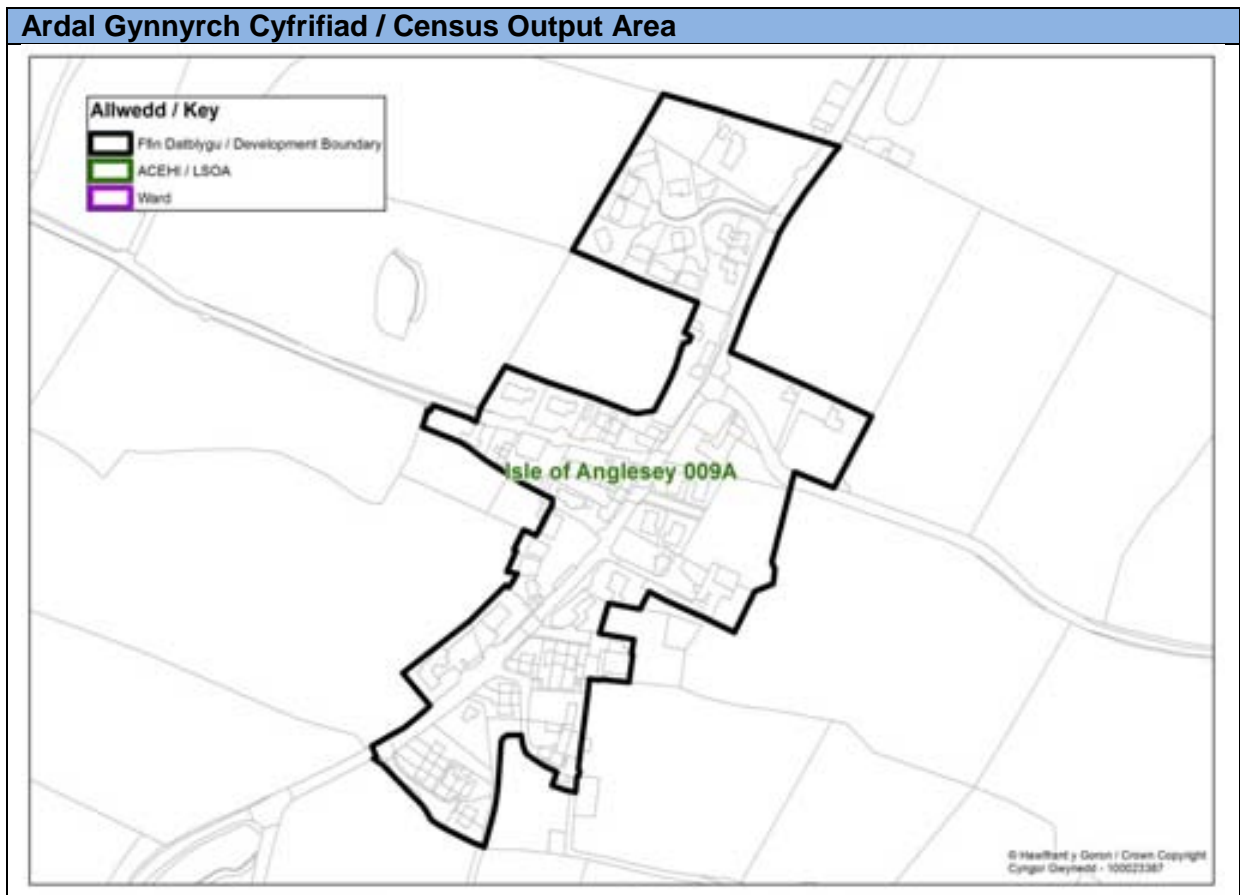 Ardal Gynnyrch Cyfrifiad / Census Output Area
Allwedd / Key
Ffin Datblygu / Development Boundary
ACEHI / LSOA
Ward
Isle of Anglesey 009A
© Hawlfraint y Goron / Crown Copyright
Cyngor Gwynedd - 100023387